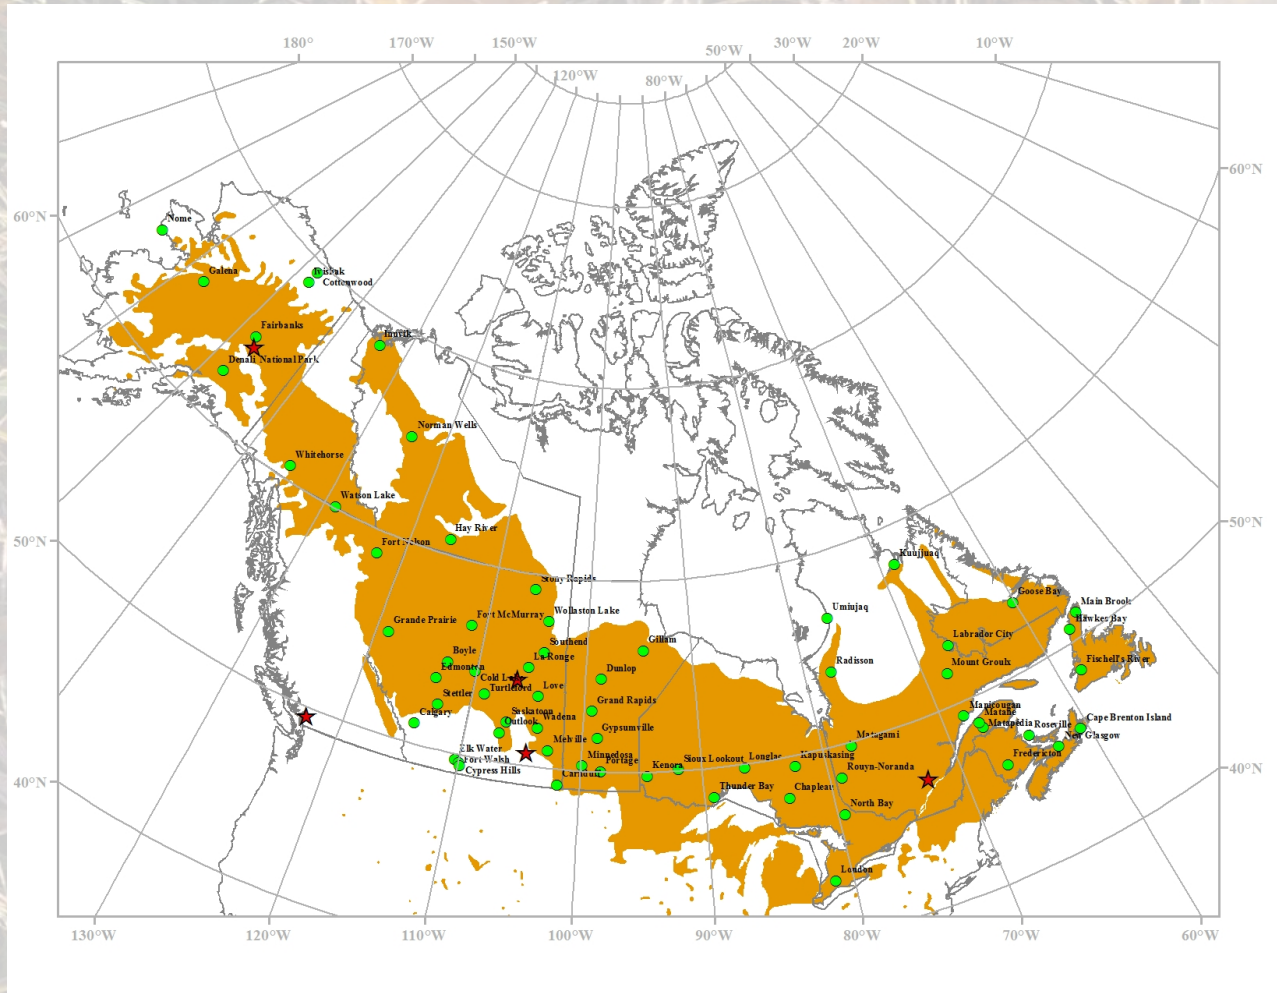 180° 170°W 150°W 50°W 30°W 20°W 10°W
120°W 80°W
60°N
60°N
Nome
Galena
Ivishak
Cottonwood
Fairbanks
Inuvik
Denali National Park
Norman Wells
Whitehorse
Watson Lake
Hay River
50°N
50°N
Fort Nelson
Kuujjuaq
Stony Rapids
Goose Bay
Main Brook
Umiujaq
Wollaston Lake
Fort McMurray
Grande Prairie
Hawkes Bay
Labrador City
Gillam
Southend
Boyle
La Ronge
Radisson
Mount Groulx
Fischell's River
Edmonton
Dunlop
Cold
Turtleford
Love
Stettler
Grand Rapids
Manicougan
Matane
Saskatoon
Wadena
Calgary
Outlook
Cape Brenton Island
Matapedia
Roseville
Gypsumville
New Glasgow
Matagami
Melville
Elk Water
Fort Walsh
Cypress Hills
Minnedosa
Portage
Kenora
Sioux Lookout
Longlac
Kapuskasing
Fredericton
Rouyn-Noranda
Carnduff
Thunder Bay
Chapleau
40°N
40°N
North Bay
London
130°W 120°W 110°W 100°W 90°W 80°W 70°W 60°W